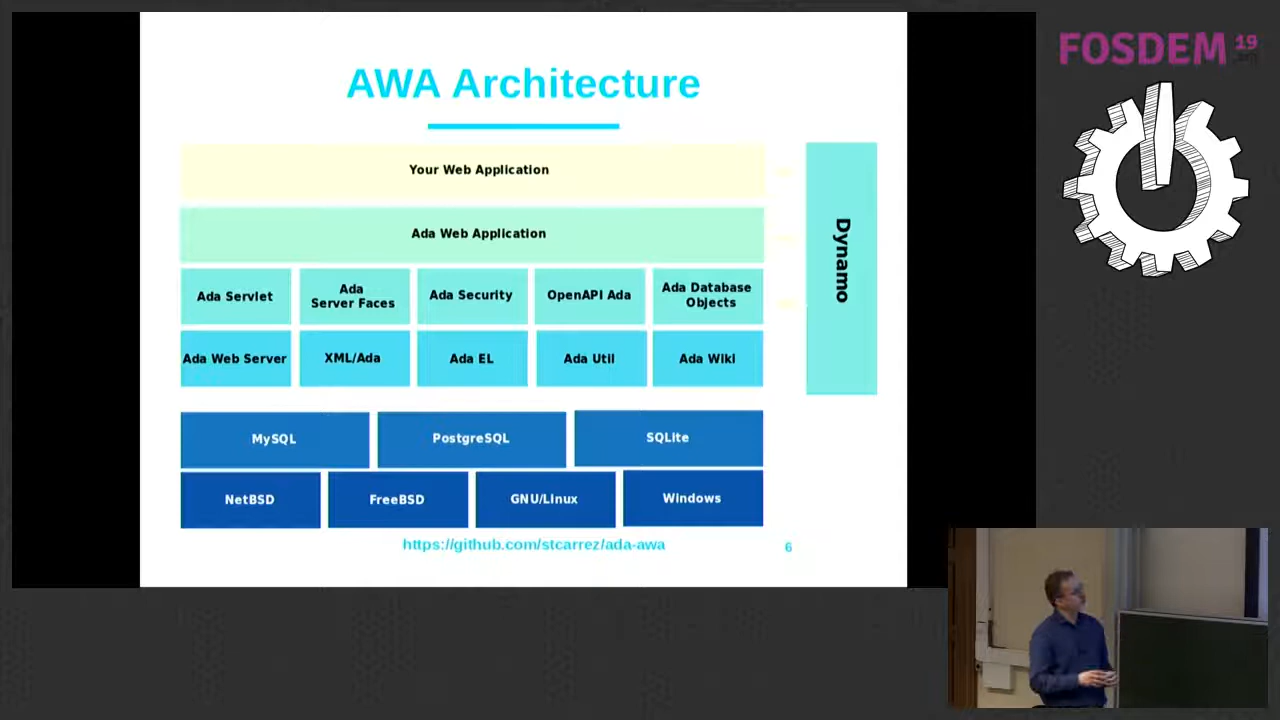 AWA Architecture
Your Web Application
Ada Web Application
Ada Servlet
Ada
Server Faces
Ada Security
OpenAPI Ada
Ada Database
Objects
Ada Web Server
XML/Ada
Ada EL
Ada Util
Ada Wiki
MySQL
PostgreSQL
SQLite
NetBSD
FreeBSD
GNU/Linux
Windows
Dynamo
https://github.com/stcarrez/ada-awa
6
FOSDEM 19